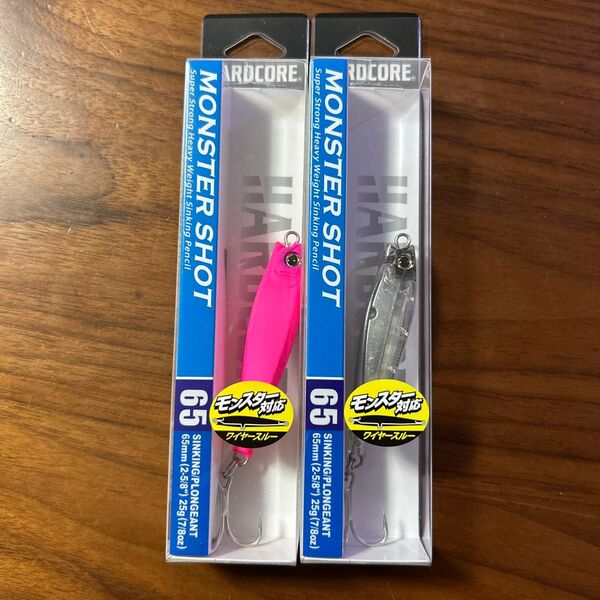 ARDCORE®
MONSTER SHOT
Super Strong Heavy Weight Sinking Pencil
65
SINKING/PLONGEANT
65mm(2-5/8") 25g(7/8oz)
モンスター対応
ワイヤースルー
HARDC
ARDCORE®
MONSTER SHOT
Super Strong Heavy Weight Sinking Pencil
65
SINKING/PLONGEANT
65mm(2-5/8") 25g(7/8oz)
モンスター対応
ワイヤースルー
HARD